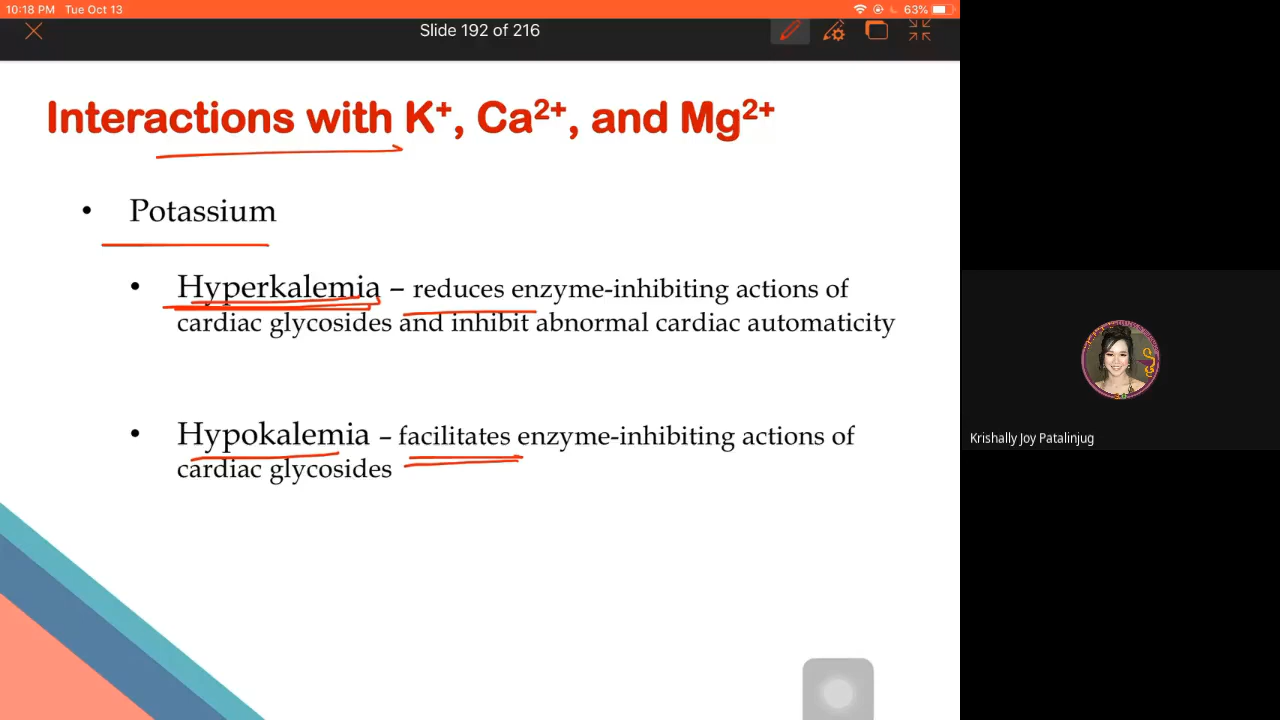 10:18 PM Tue Oct 13 63%
Slide 192 of 216
Interactions with K⁺, Ca²⁺, and Mg²⁺
• Potassium
• Hyperkalemia – reduces enzyme-inhibiting actions of
cardiac glycosides and inhibit abnormal cardiac automaticity
• Hypokalemia – facilitates enzyme-inhibiting actions of
cardiac glycosides
Krishally Joy Patalinjug